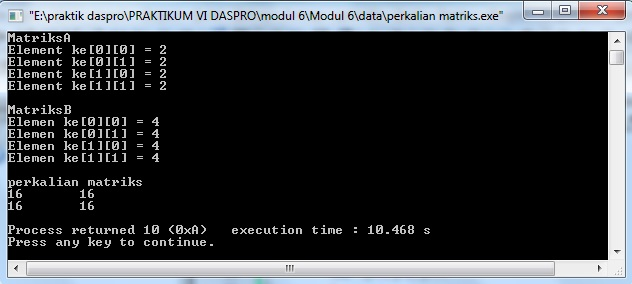 "E:\praktik daspro\PRAKTIKUM VI DASPRO\modul 6\Modul 6\data\perkalian matriks.exe"
MatriksA
Element ke[0][0] = 2
Element ke[0][1] = 2
Element ke[1][0] = 2
Element ke[1][1] = 2
MatriksB
Elemen ke[0][0] = 4
Elemen ke[0][1] = 4
Elemen ke[1][0] = 4
Elemen ke[1][1] = 4
perkalian matriks
16 16
16 16
Process returned 10 (0xA) execution time : 10.468 s
Press any key to continue.